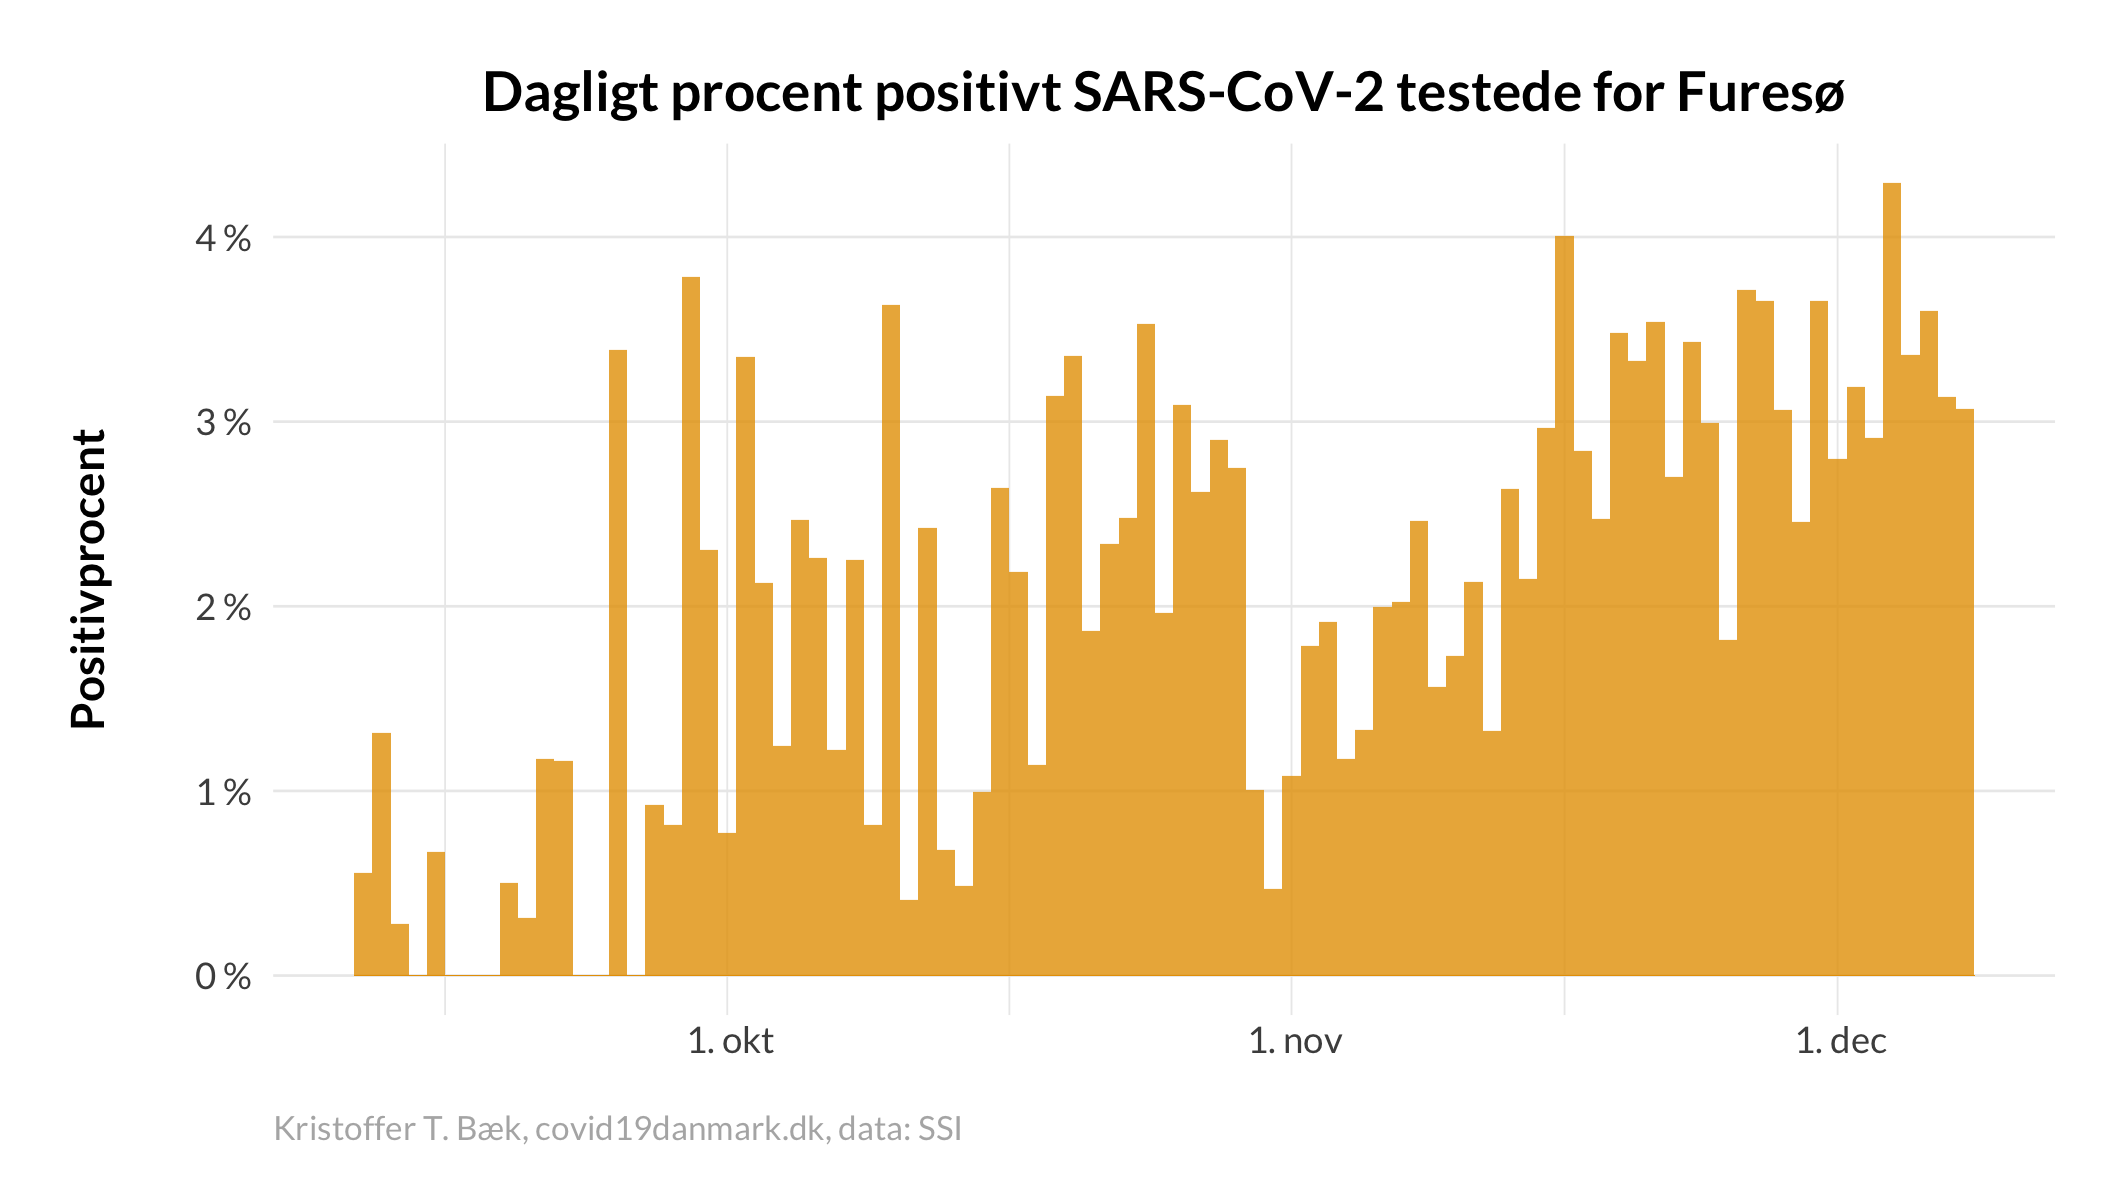 Dagligt procent positivt SARS-CoV-2 testede for Furesø
Positivprocent
4 %
3 %
2 %
1 %
0 %
1. okt
1. nov
1. dec
Kristoffer T. Bæk, covid19danmark.dk, data: SSI